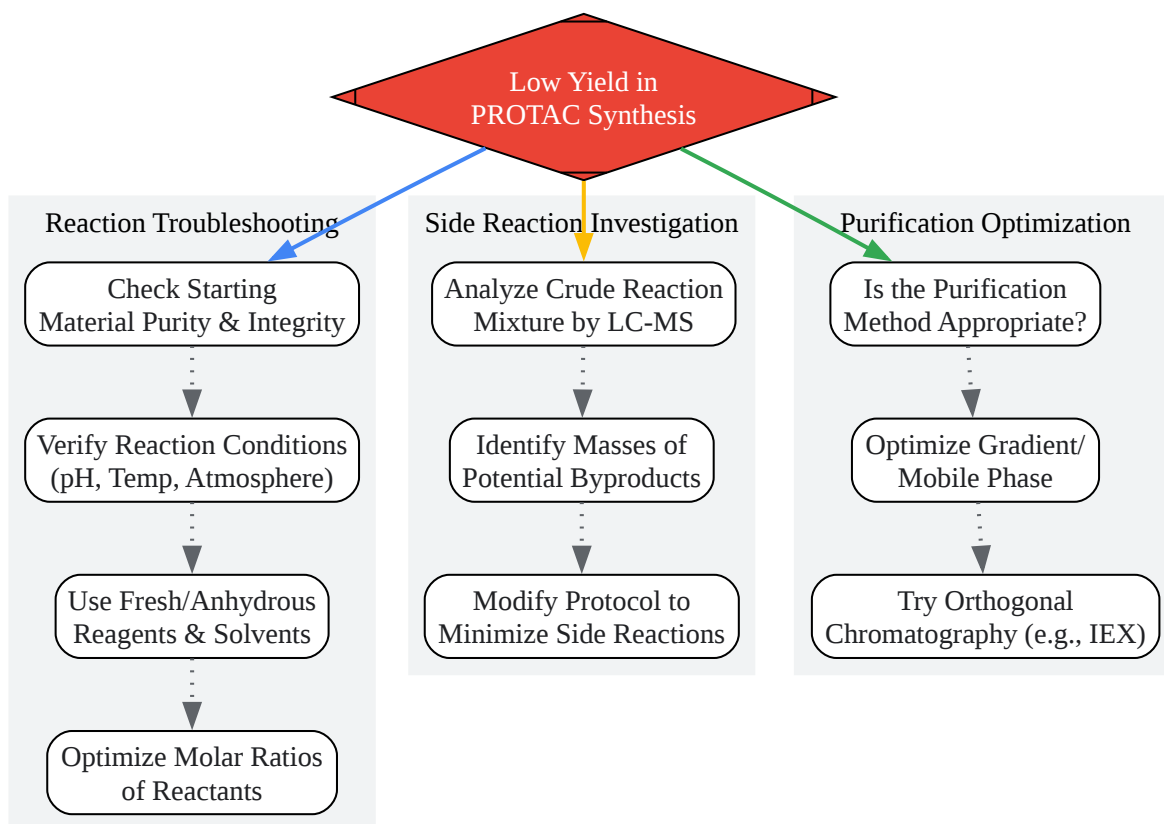 Low Yield in
PROTAC Synthesis
Reaction Troubleshooting
Check Starting
Material Purity & Integrity
Verify Reaction Conditions
(pH, Temp, Atmosphere)
Use Fresh/Anhydrous
Reagents & Solvents
Optimize Molar Ratios
of Reactants
Side Reaction Investigation
Analyze Crude Reaction
Mixture by LC-MS
Identify Masses of
Potential Byproducts
Modify Protocol to
Minimize Side Reactions
Purification Optimization
Is the Purification
Method Appropriate?
Optimize Gradient/
Mobile Phase
Try Orthogonal
Chromatography (e.g., IEX)